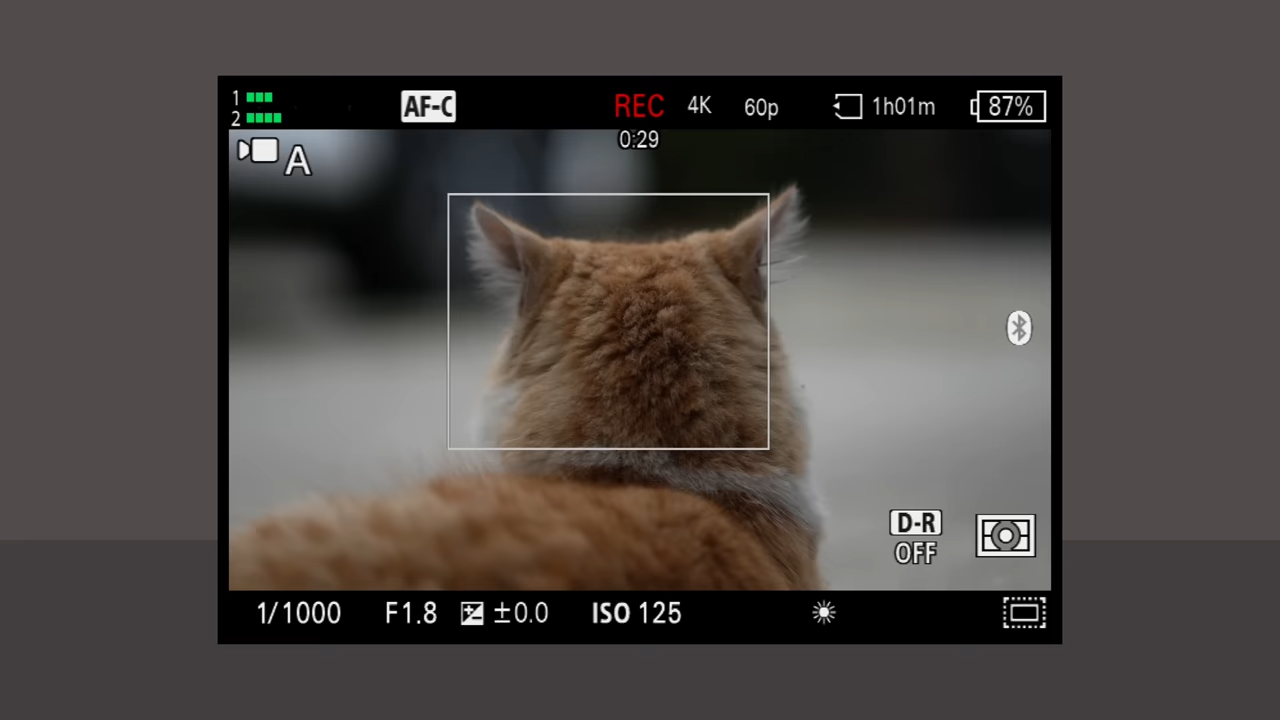 1
2
AF-C
REC 4K 60p 1h01m 87%
0:29
A
D-R
OFF
1/1000 F1.8 ±0.0 ISO 125